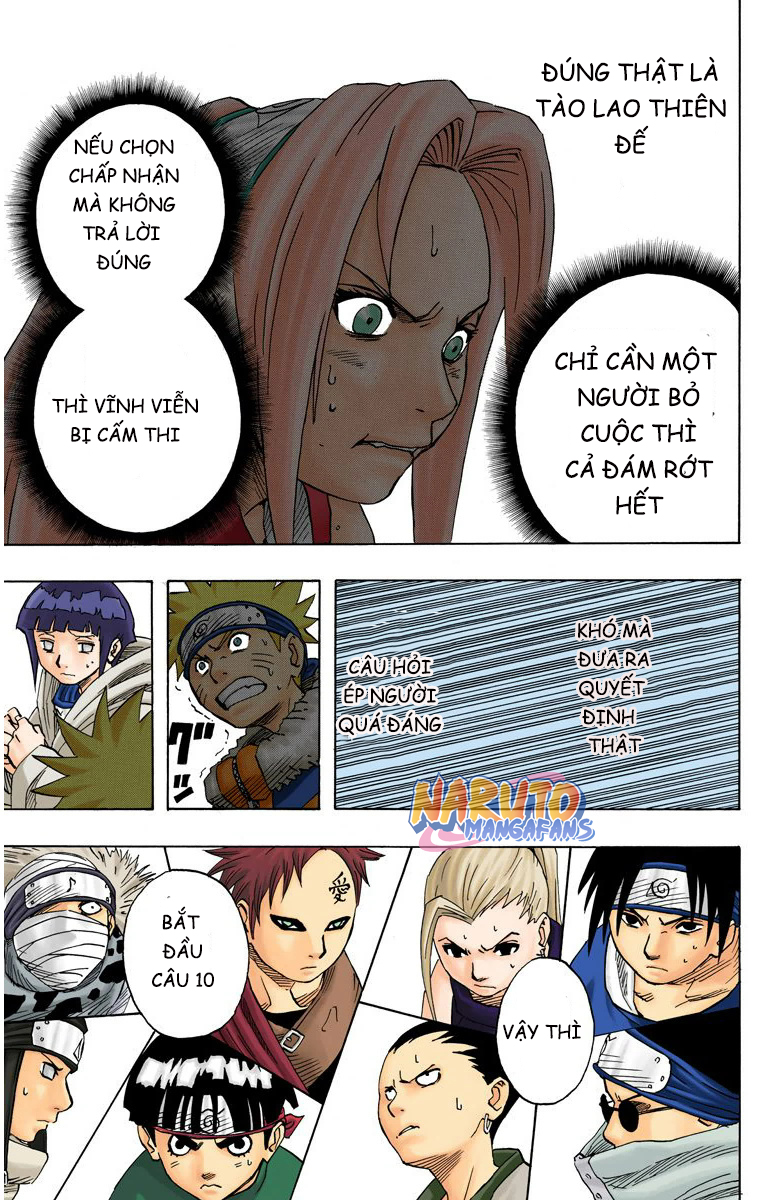 ĐÚNG THẬT LÀ
TÀO LAO THIÊN
ĐẾ
CHỈ CẦN MỘT
NGƯỜI BỎ
CUỘC THÌ
CẢ ĐÁM RỚT
HẾT
NẾU CHỌN
CHẤP NHẬN
MÀ KHÔNG
TRẢ LỜI
ĐÚNG
THÌ VĨNH VIỄN
BỊ CẤM THI
KHÓ MÀ
ĐƯA RA
QUYẾT
ĐỊNH
THẬT
CÂU HỎI
ÉP NGƯỜI
QUÁ ĐÁNG
NARUTO
MANGAFANS
VẬY THÌ
BẮT
ĐẦU
CÂU 10
愛